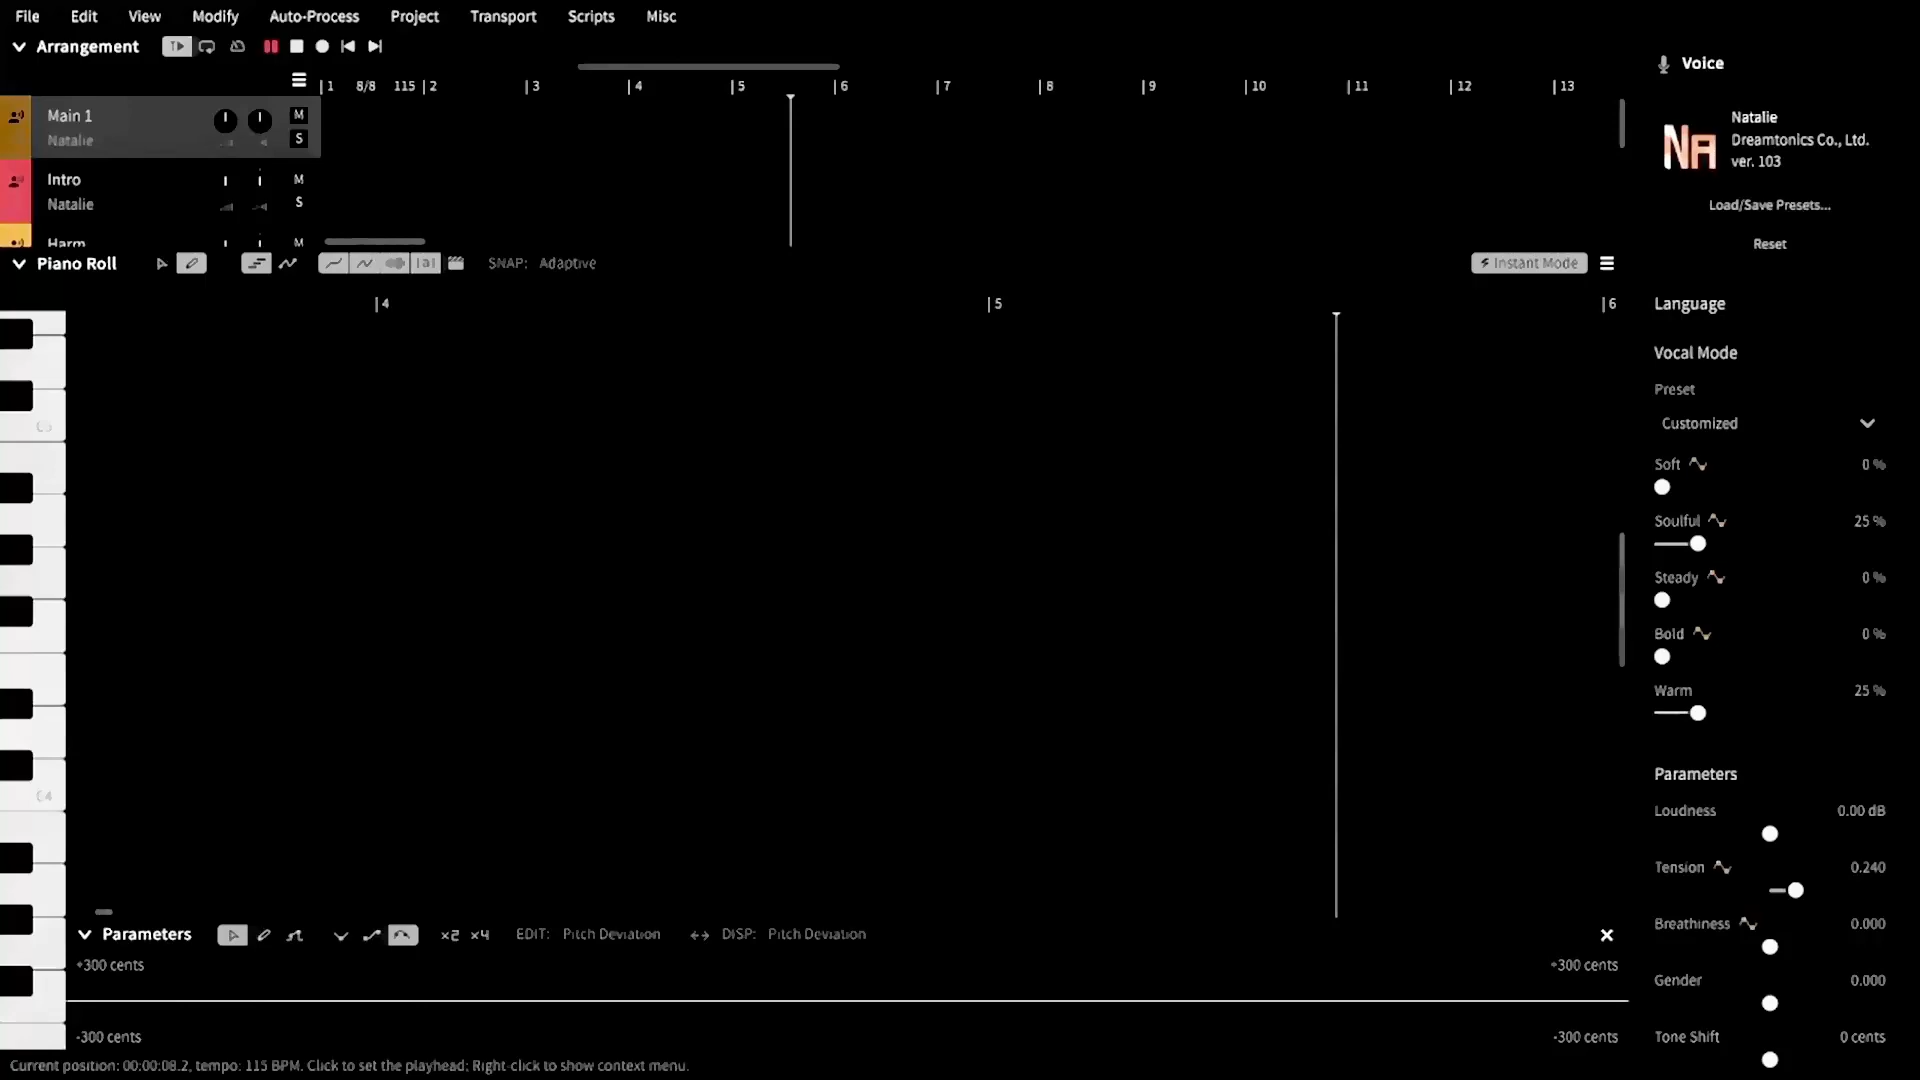 File Edit View Modify Auto-Process Project Transport Scripts Misc
Arrangement
1 8/8 115 2 3 4 5 6 7 8 9 10 11 12 13
Main 1 M
Natalie S
Intro M
Natalie S
Harm M
Piano Roll SNAP: Adaptive Instant Mode
4 5 6
C5
C4
Parameters x2 x4 EDIT: Pitch Deviation DISP: Pitch Deviation
+300 cents +300 cents
-300 cents -300 cents
Current position: 00:00:08.2, tempo: 115 BPM. Click to set the playhead; Right-click to show context menu.
Voice
NA
Natalie
Dreamtonics Co., Ltd.
ver. 103
Load/Save Presets...
Reset
Language
Vocal Mode
Preset
Customized
Soft 0 %
Soulful 25 %
Steady 0 %
Bold 0 %
Warm 25 %
Parameters
Loudness 0.00 dB
Tension 0.240
Breathiness 0.000
Gender 0.000
Tone Shift 0 cents